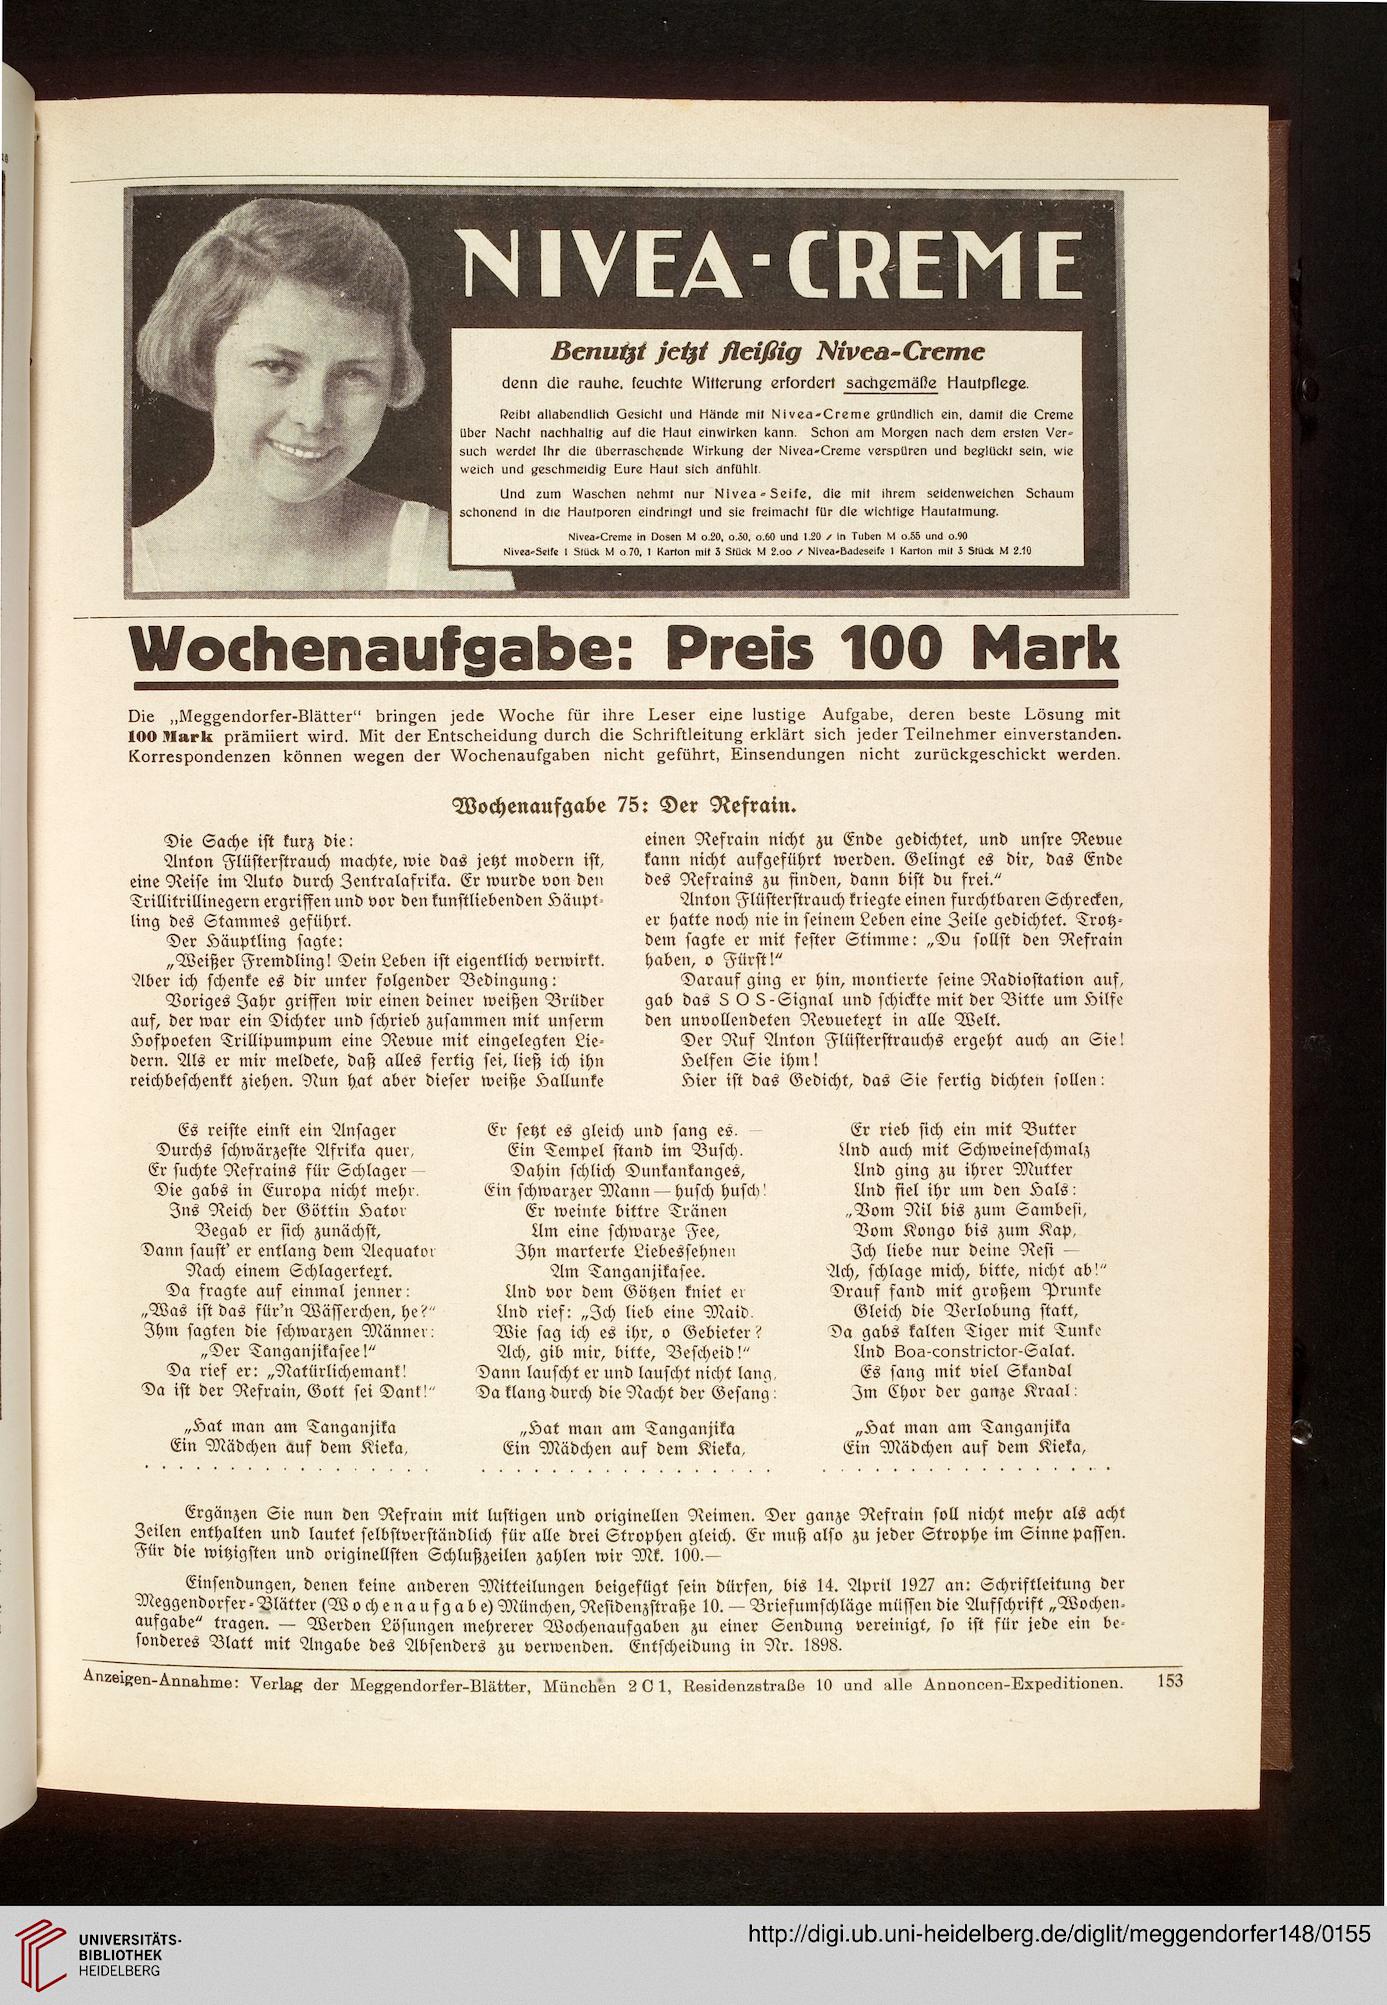 NIVEA-CREME
Benutzt jetzt fleißig Nivea-Creme
denn die rauhe, feuchte Witterung erfordert sachgemäße Hautpflege.
Reibt allabendlich Gesicht und Hände mit Nivea-Creme gründlich ein, damit die Creme
über Nacht nachhaltig auf die Haut einwirken kann. Schon am Morgen nach dem ersten Ver-
such werdet Ihr die überraschende Wirkung der Nivea-Creme verspüren und beglückt sein, wie
weich und geschmeidig Eure Haut sich anfühlt.
Und zum Waschen nehmt nur Nivea-Seife, die mit ihrem seidenweichen Schaum
schonend in die Hautporen eindringt und sie freimacht für die wichtige Hautatmung.
Nivea-Creme in Dosen M 0.20, 0.30, 0.60 und 1.20 / in Tuben M 0.35 und 0.90
Nivea-Seife 1 Stück M 0.70, 1 Karton mit 3 Stück M 2.00 / Nivea-Badeseife 1 Karton mit 3 Stück M 2.10
Wochenaufgabe: Preis 100 Mark
Die „Meggendorfer-Blätter“ bringen jede Woche für ihre Leser eine lustige Aufgabe, deren beste Lösung mit
100 Mark prämiiert wird. Mit der Entscheidung durch die Schriftleitung erklärt sich jeder Teilnehmer einverstanden.
Korrespondenzen können wegen der Wochenaufgaben nicht geführt, Einsendungen nicht zurückgeschickt werden.
Wochenaufgabe 75: Der Refrain.
Die Sache ist kurz die:
Anton Flüsterstrauch machte, wie das jetzt modern ist,
eine Reise im Auto durch Zentralafrika. Er wurde von den
Trillitrillinegern ergriffen und vor den kunstliebenden Häupt-
ling des Stammes geführt.
Der Häuptling sagte:
„Weißer Fremdling! Dein Leben ist eigentlich verwirkt.
Aber ich schenke es dir unter folgender Bedingung:
Voriges Jahr griffen wir einen deiner weißen Brüder
auf, der war ein Dichter und schrieb zusammen mit unserm
Hofpoeten Trillipumpum eine Revue mit eingelegten Lie-
dern. Als er mir meldete, daß alles fertig sei, ließ ich ihn
reichbeschenkt ziehen. Nun hat aber dieser weiße Hallunke
einen Refrain nicht zu Ende gedichtet, und unsre Revue
kann nicht aufgeführt werden. Gelingt es dir, das Ende
des Refrains zu finden, dann bist du frei.“
Anton Flüsterstrauch kriegte einen furchtbaren Schrecken,
er hatte noch nie in seinem Leben eine Zeile gedichtet. Trotz-
dem sagte er mit fester Stimme: „Du sollst den Refrain
haben, o Fürst!“
Darauf ging er hin, montierte seine Radiostation auf,
gab das S O S-Signal und schickte mit der Bitte um Hilfe
den unvollendeten Revuetext in alle Welt.
Der Ruf Anton Flüsterstrauchs ergeht auch an Sie!
Helfen Sie ihm!
Hier ist das Gedicht, das Sie fertig dichten sollen:
Es reiste einst ein Ansager
Durchs schwärzeste Afrika quer,
Er suchte Refrains für Schlager —
Die gabs in Europa nicht mehr.
Ins Reich der Göttin Hator
Begab er sich zunächst,
Dann saust’ er entlang dem Aequator
Nach einem Schlagertext.
Da fragte auf einmal jenner:
„Was ist das für’n Wässerchen, he?“
Ihm sagten die schwarzen Männer:
„Der Tanganjikasee!“
Da rief er: „Natürlichemank!
Da ist der Refrain, Gott sei Dank!“
„Hat man am Tanganjika
Ein Mädchen auf dem Kieka,
. . . . . . . . . . . . . . . . .
Er setzt es gleich und sang es. —
Ein Tempel stand im Busch.
Dahin schlich Dunkankanges,
Ein schwarzer Mann — husch husch!
Er weinte bittre Tränen
Um eine schwarze Fee,
Ihn marterte Liebessehnen
Am Tanganjikasee.
Und vor dem Götzen kniet er
Und rief: „Ich lieb eine Maid.
Wie sag ich es ihr, o Gebieter?
Ach, gib mir, bitte, Bescheid!“
Dann lauscht er und lauscht nicht lang,
Da klang durch die Nacht der Gesang:
„Hat man am Tanganjika
Ein Mädchen auf dem Kieka,
. . . . . . . . . . . . . . . . .
Er rieb sich ein mit Butter
Und auch mit Schweineschmalz
Und ging zu ihrer Mutter
Und fiel ihr um den Hals:
„Vom Nil bis zum Sambesi,
Vom Kongo bis zum Kap,
Ich liebe nur deine Resi —
Ach, schlage mich, bitte, nicht ab!“
Drauf fand mit großem Prunke
Gleich die Verlobung statt,
Da gabs kalten Tiger mit Tunke
Und Boa-constrictor-Salat.
Es sang mit viel Skandal
Im Chor der ganze Kraal:
„Hat man am Tanganjika
Ein Mädchen auf dem Kieka,
. . . . . . . . . . . . . . . . .
Ergänzen Sie nun den Refrain mit lustigen und originellen Reimen. Der ganze Refrain soll nicht mehr als acht
Zeilen enthalten und lautet selbstverständlich für alle drei Strophen gleich. Er muß also zu jeder Strophe im Sinne passen.
Für die witzigsten und originellsten Schlußzeilen zahlen wir Mk. 100.—
Einsendungen, denen keine anderen Mitteilungen beigefügt sein dürfen, bis 14. April 1927 an: Schriftleitung der
Meggendorfer-Blätter (Wochenaufgabe) München, Residenzstraße 10. — Briefumschläge müssen die Aufschrift „Wochen-
aufgabe“ tragen. — Werden Lösungen mehrerer Wochenaufgaben zu einer Sendung vereinigt, so ist für jede ein be-
sonderes Blatt mit Angabe des Absenders zu verwenden. Entscheidung in Nr. 1898.
Anzeigen-Annahme: Verlag der Meggendorfer-Blätter, München 2 C 1, Residenzstraße 10 und alle Annoncen-Expeditionen. 153
UNIVERSITÄTS-
BIBLIOTHEK
HEIDELBERG
http://digi.ub.uni-heidelberg.de/diglit/meggendorfer148/0155